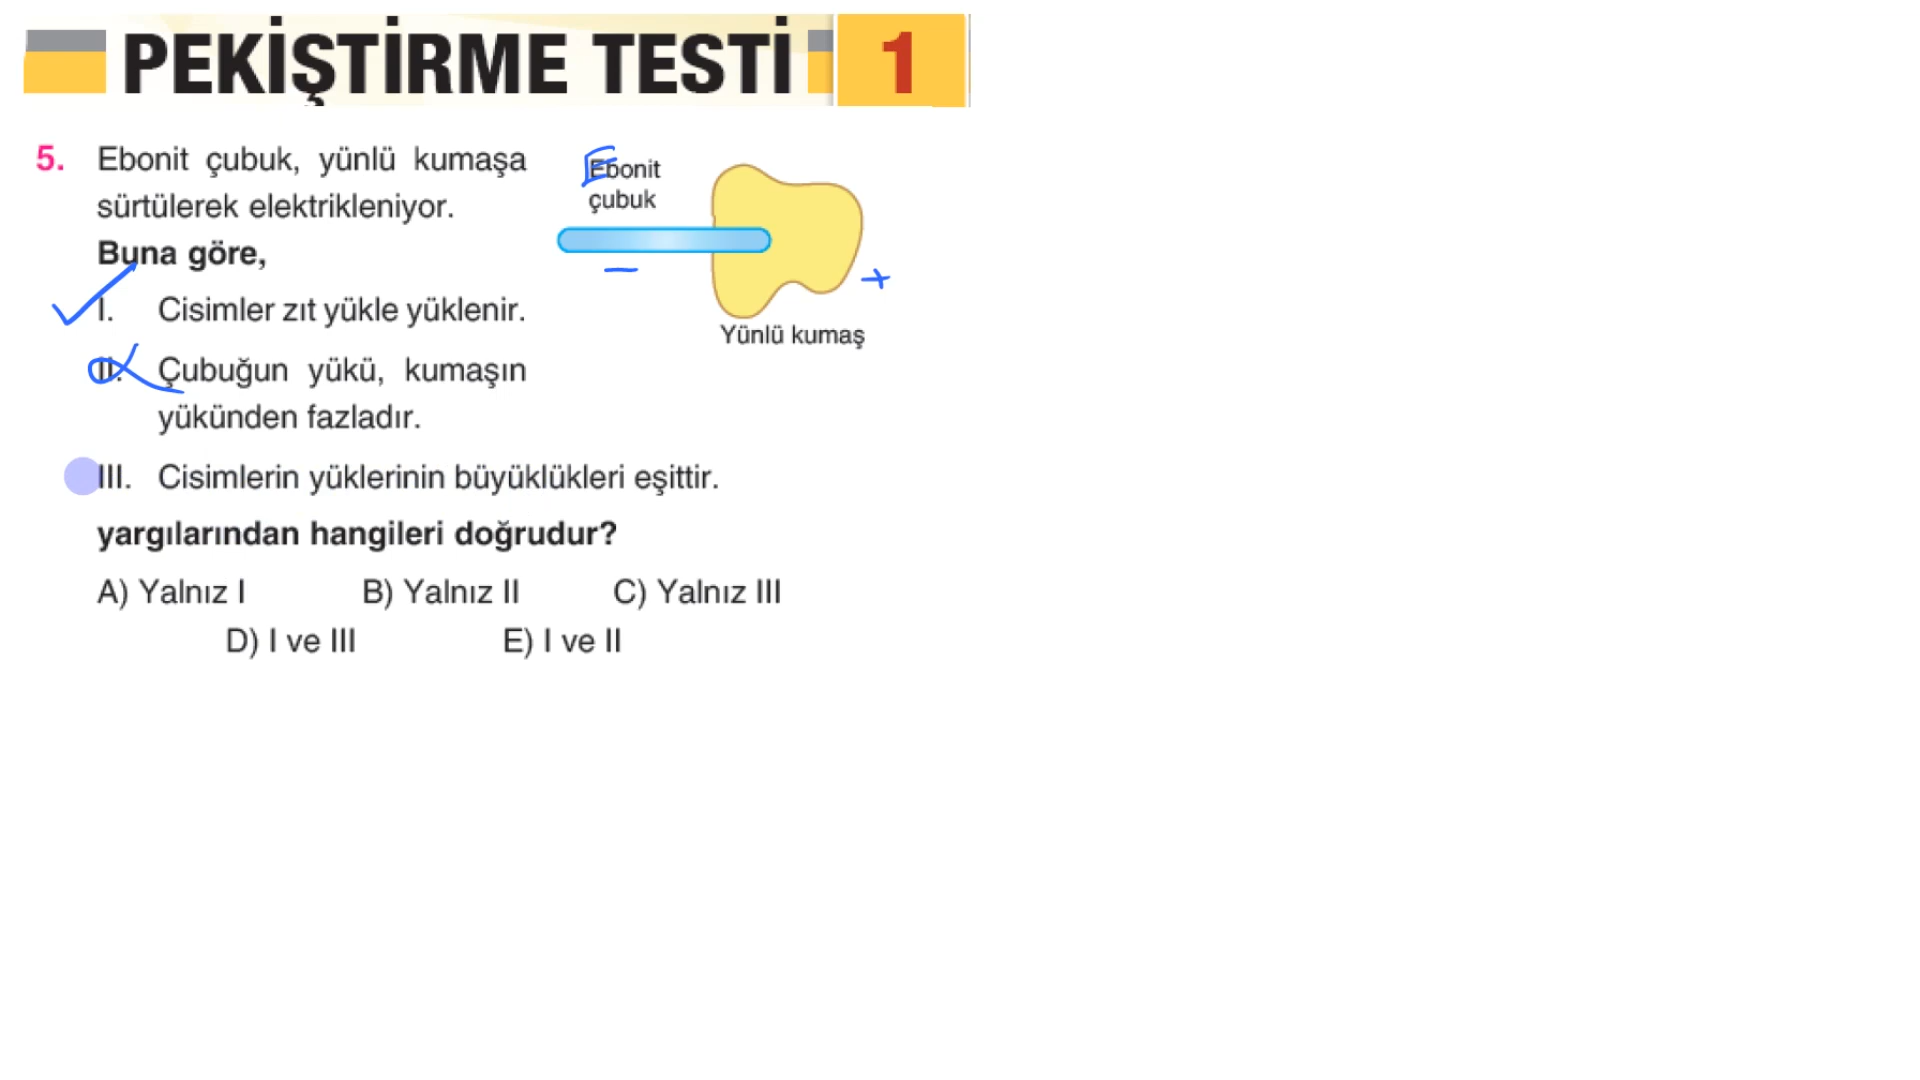 PEKİŞTİRME TESTİ 1
5. Ebonit çubuk, yünlü kumaşa
sürtülerek elektrikleniyor.
Buna göre,
I. Cisimler zıt yükle yüklenir.
II. Çubuğun yükü, kumaşın
yükünden fazladır.
III. Cisimlerin yüklerinin büyüklükleri eşittir.
yargılarından hangileri doğrudur?
A) Yalnız I B) Yalnız II C) Yalnız III
D) I ve III E) I ve II
Ebonit
çubuk
−
+
Yünlü kumaş